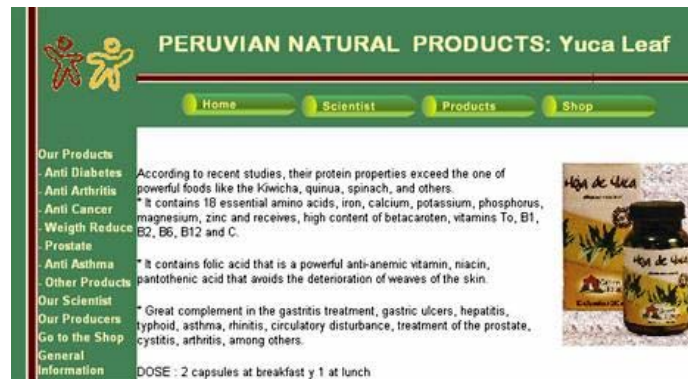 PERUVIAN NATURAL PRODUCTS: Yuca Leaf
Home
Scientist
Products
Shop
Our Products
- Anti Diabetes
- Anti Arthritis
- Anti Cancer
- Weigth Reduce
- Prostate
- Anti Asthma
- Other Products
Our Scientist
Our Producers
Go to the Shop
General
Information
According to recent studies, their protein properties exceed the one of
powerful foods like the Kiwicha, quinua, spinach, and others.
* It contains 18 essential amino acids, iron, calcium, potassium, phosphorus,
magnesium, zinc and receives, high content of betacaroten, vitamins To, B1,
B2, B6, B12 and C.
* It contains folic acid that is a powerful anti-anemic vitamin, niacin,
pantothenic acid that avoids the deterioration of weaves of the skin.
* Great complement in the gastritis treatment, gastric ulcers, hepatitis,
typhoid, asthma, rhinitis, circulatory disturbance, treatment of the prostate,
cystitis, arthritis, among others.
DOSE : 2 capsules at breakfast y 1 at lunch
Hoja de Yuca
Hoja de Yuca